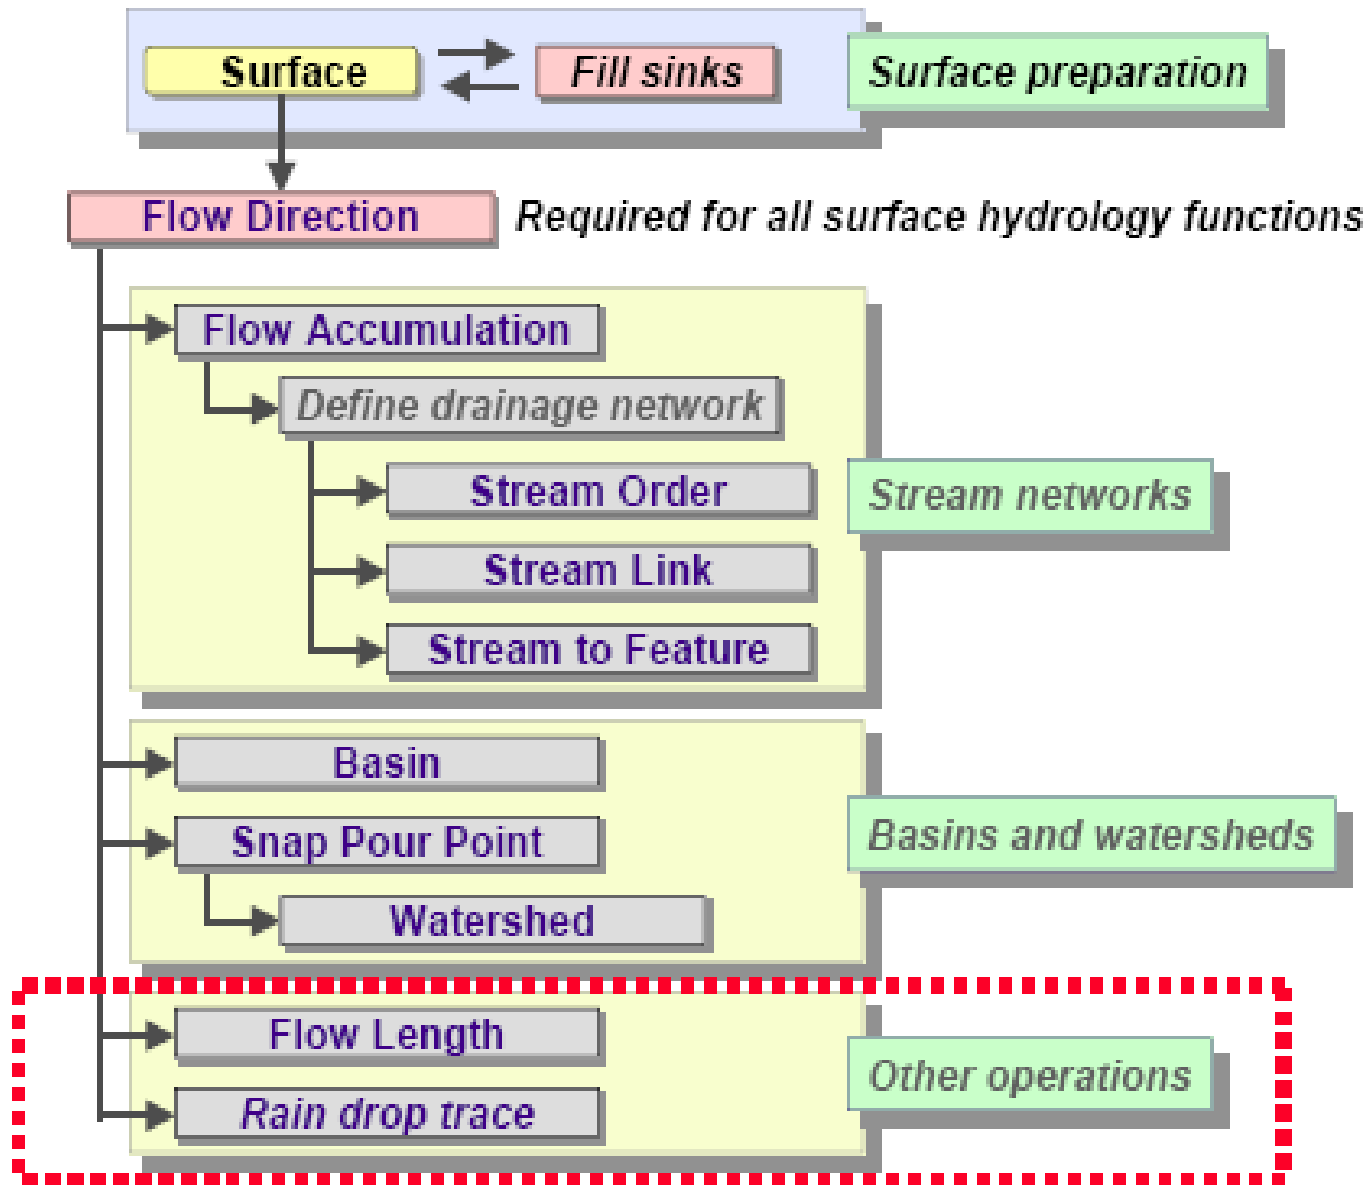 Surface
Fill sinks
Surface preparation
Flow Direction
Required for all surface hydrology functions
Flow Accumulation
Define drainage network
Stream Order
Stream networks
Stream Link
Stream to Feature
Basin
Snap Pour Point
Basins and watersheds
Watershed
Flow Length
Other operations
Rain drop trace